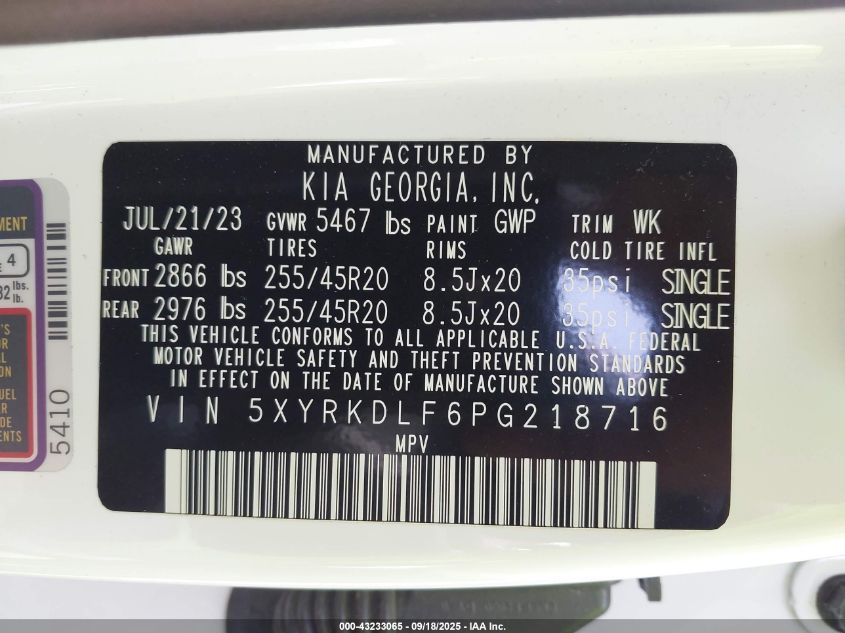 MANUFACTURED BY
KIA GEORGIA, INC.
JUL/21/23 GVWR 5467 lbs PAINT GWP TRIM WK
GAWR TIRES RIMS COLD TIRE INFL
FRONT 2866 lbs 255/45R20 8.5Jx20 35psi SINGLE
REAR 2976 lbs 255/45R20 8.5Jx20 35psi SINGLE
THIS VEHICLE CONFORMS TO ALL APPLICABLE U.S.A. FEDERAL
MOTOR VEHICLE SAFETY AND THEFT PREVENTION STANDARDS
IN EFFECT ON THE DATE OF MANUFACTURE SHOWN ABOVE
VIN 5XYRKDLF6PG218716
MPV
4
lbs.
lb.
5410
000-43233065 - 09/18/2025 - IAA Inc.